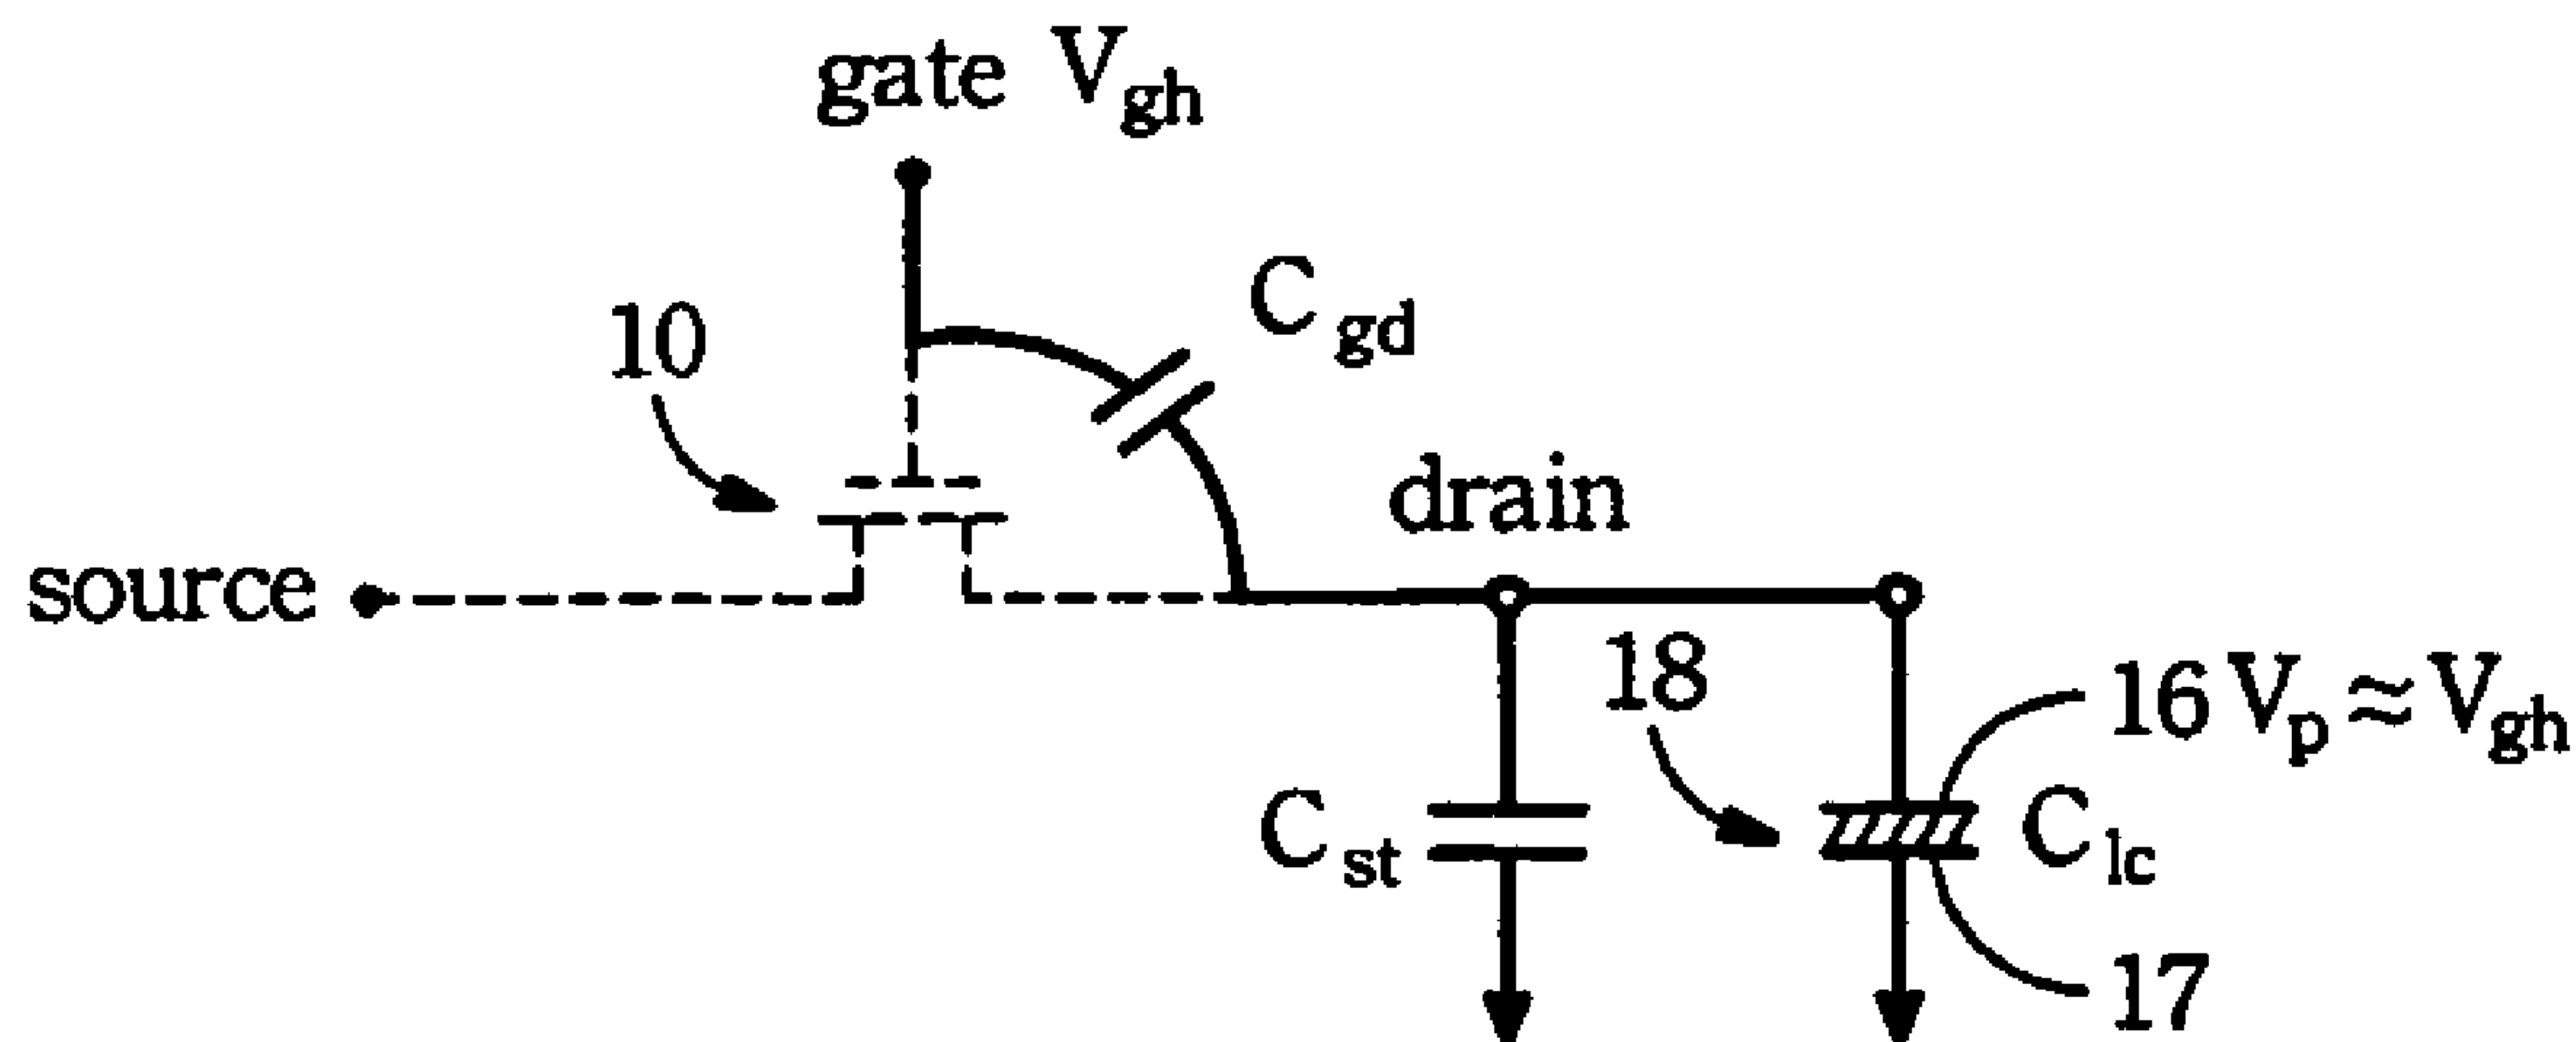 gate V_gh
C_gd
10
drain
source
18
16 V_p ≈ V_gh
C_st
C_lc
17